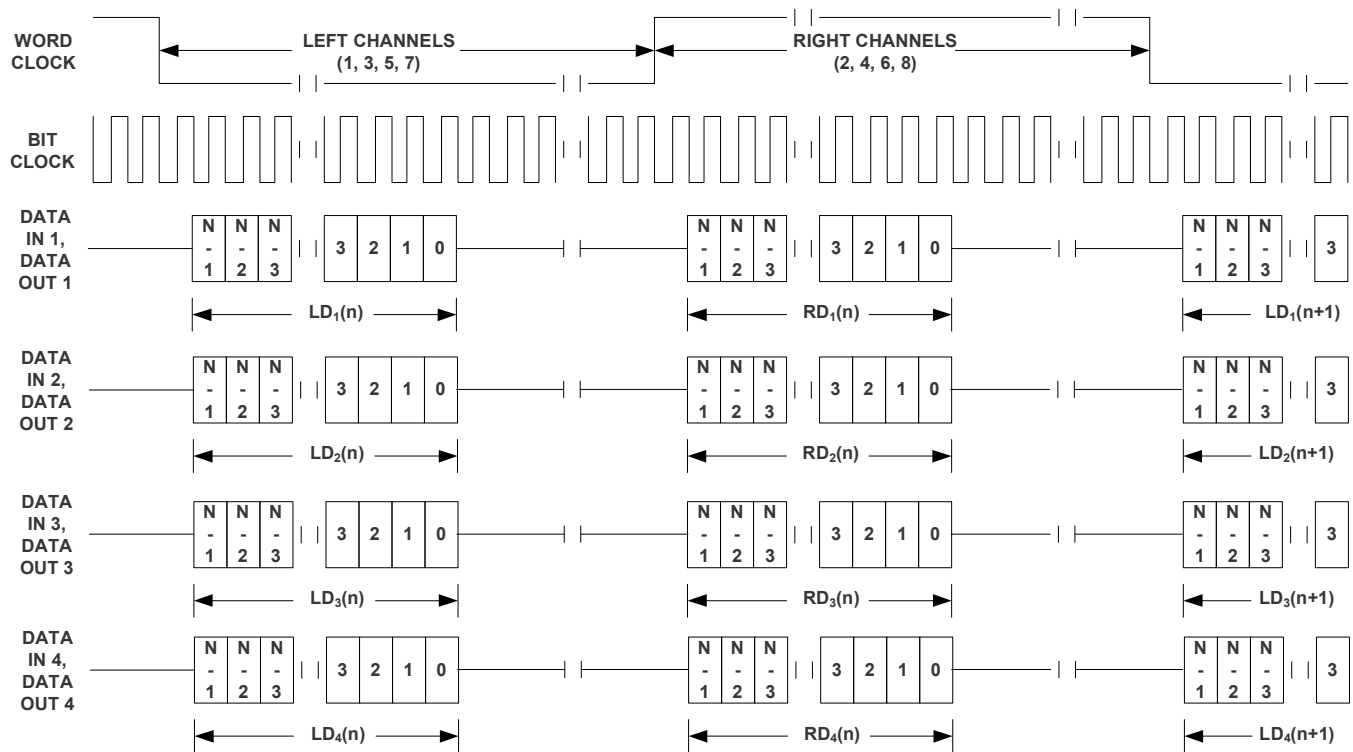 WORD
CLOCK
LEFT CHANNELS
(1, 3, 5, 7)
RIGHT CHANNELS
(2, 4, 6, 8)
BIT
CLOCK
DATA
IN 1,
DATA
OUT 1
N N N
- - -
1 2 3
3 2 1 0
N N N
- - -
1 2 3
3 2 1 0
N N N
- - -
1 2 3
3
LD₁(n)
RD₁(n)
LD₁(n+1)
DATA
IN 2,
DATA
OUT 2
N N N
- - -
1 2 3
3 2 1 0
N N N
- - -
1 2 3
3 2 1 0
N N N
- - -
1 2 3
3
LD₂(n)
RD₂(n)
LD₂(n+1)
DATA
IN 3,
DATA
OUT 3
N N N
- - -
1 2 3
3 2 1 0
N N N
- - -
1 2 3
3 2 1 0
N N N
- - -
1 2 3
3
LD₃(n)
RD₃(n)
LD₃(n+1)
DATA
IN 4,
DATA
OUT 4
N N N
- - -
1 2 3
3 2 1 0
N N N
- - -
1 2 3
3 2 1 0
N N N
- - -
1 2 3
3
LD₄(n)
RD₄(n)
LD₄(n+1)